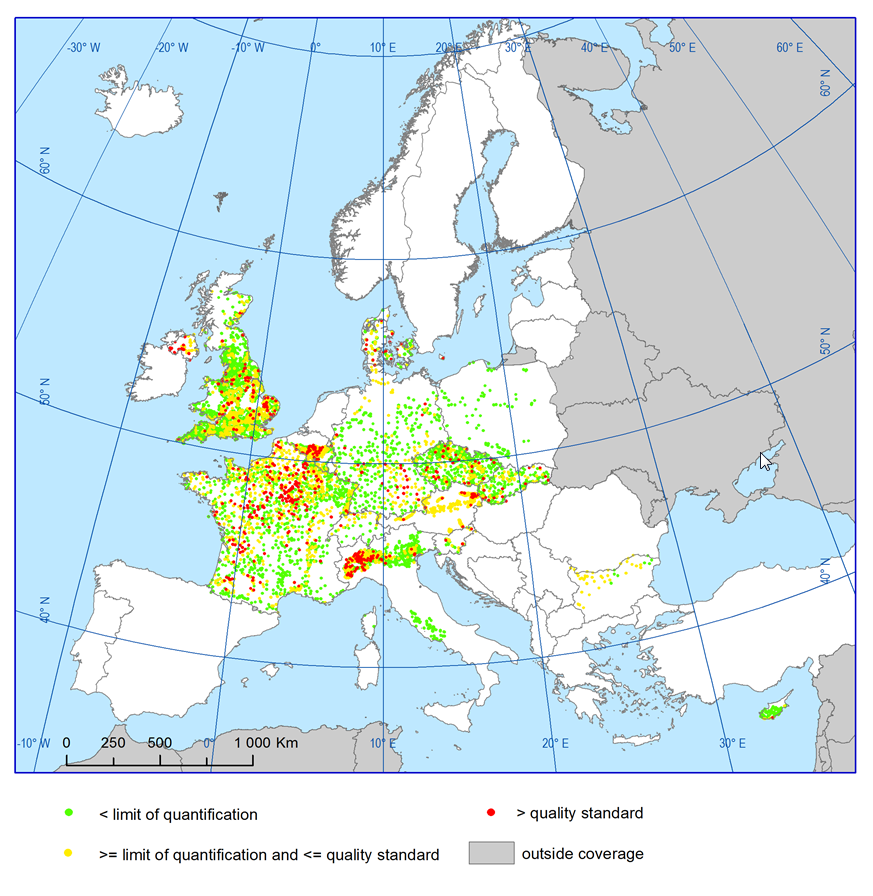 -30° W -20° W -10° W 0° 10° E 20° E 30° E 40° E 50° E 60° E
60° N
60° N
50° N
50° N
40° N
40° N
-10° W 0° 10° E 20° E 30° E
0 250 500 1 000 Km
< limit of quantification
> quality standard
>= limit of quantification and <= quality standard
outside coverage